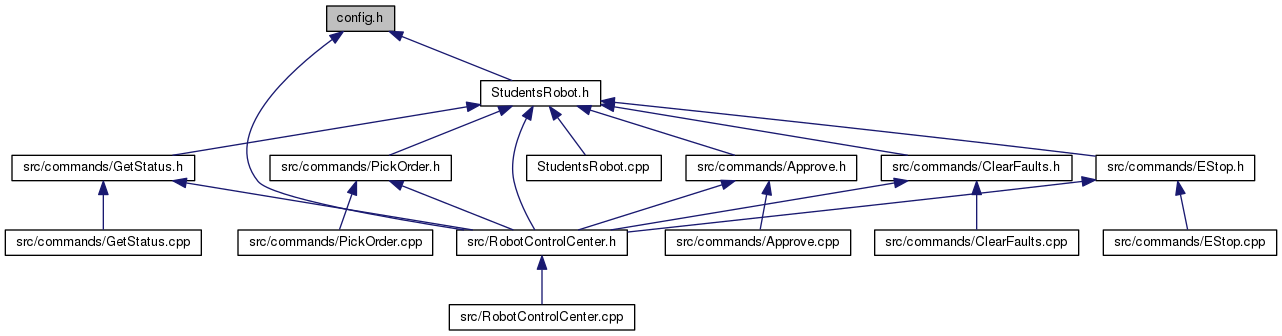 config.h
StudentsRobot.h
src/commands/GetStatus.h
src/commands/PickOrder.h
StudentsRobot.cpp
src/commands/Approve.h
src/commands/ClearFaults.h
src/commands/EStop.h
src/commands/GetStatus.cpp
src/commands/PickOrder.cpp
src/RobotControlCenter.h
src/commands/Approve.cpp
src/commands/ClearFaults.cpp
src/commands/EStop.cpp
src/RobotControlCenter.cpp